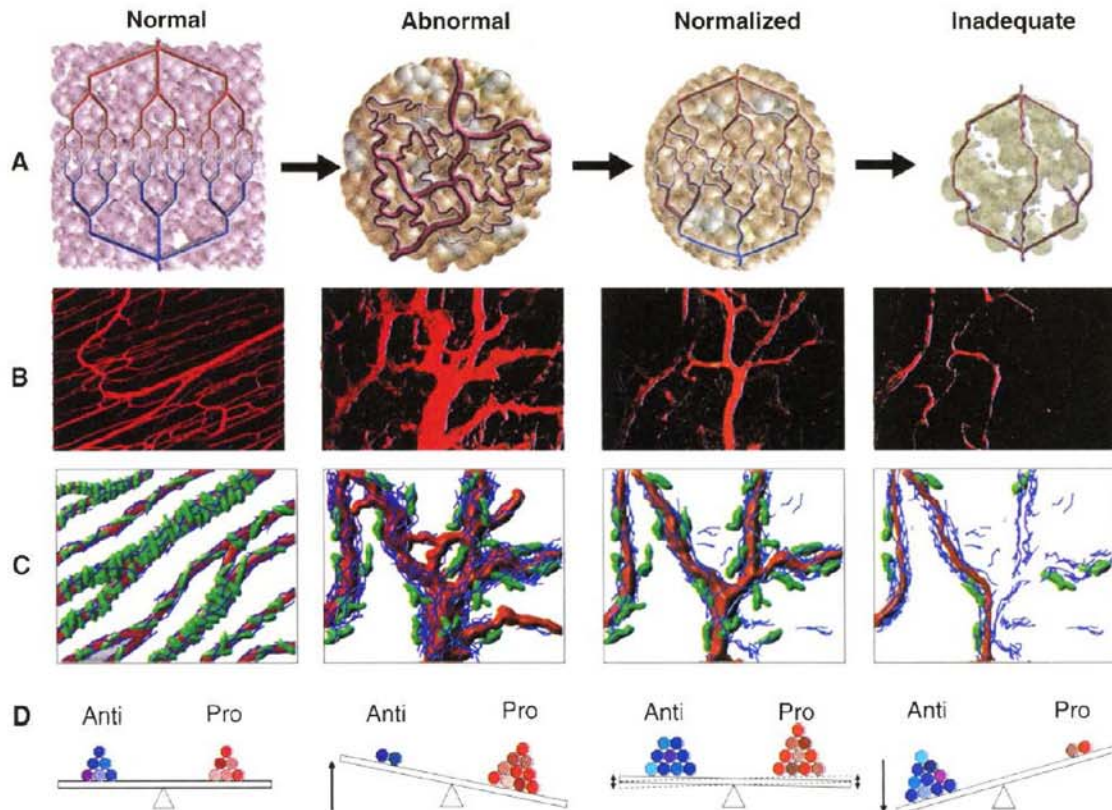 Normal Abnormal Normalized Inadequate
A
B
C
D Anti Pro Anti Pro Anti Pro Anti Pro